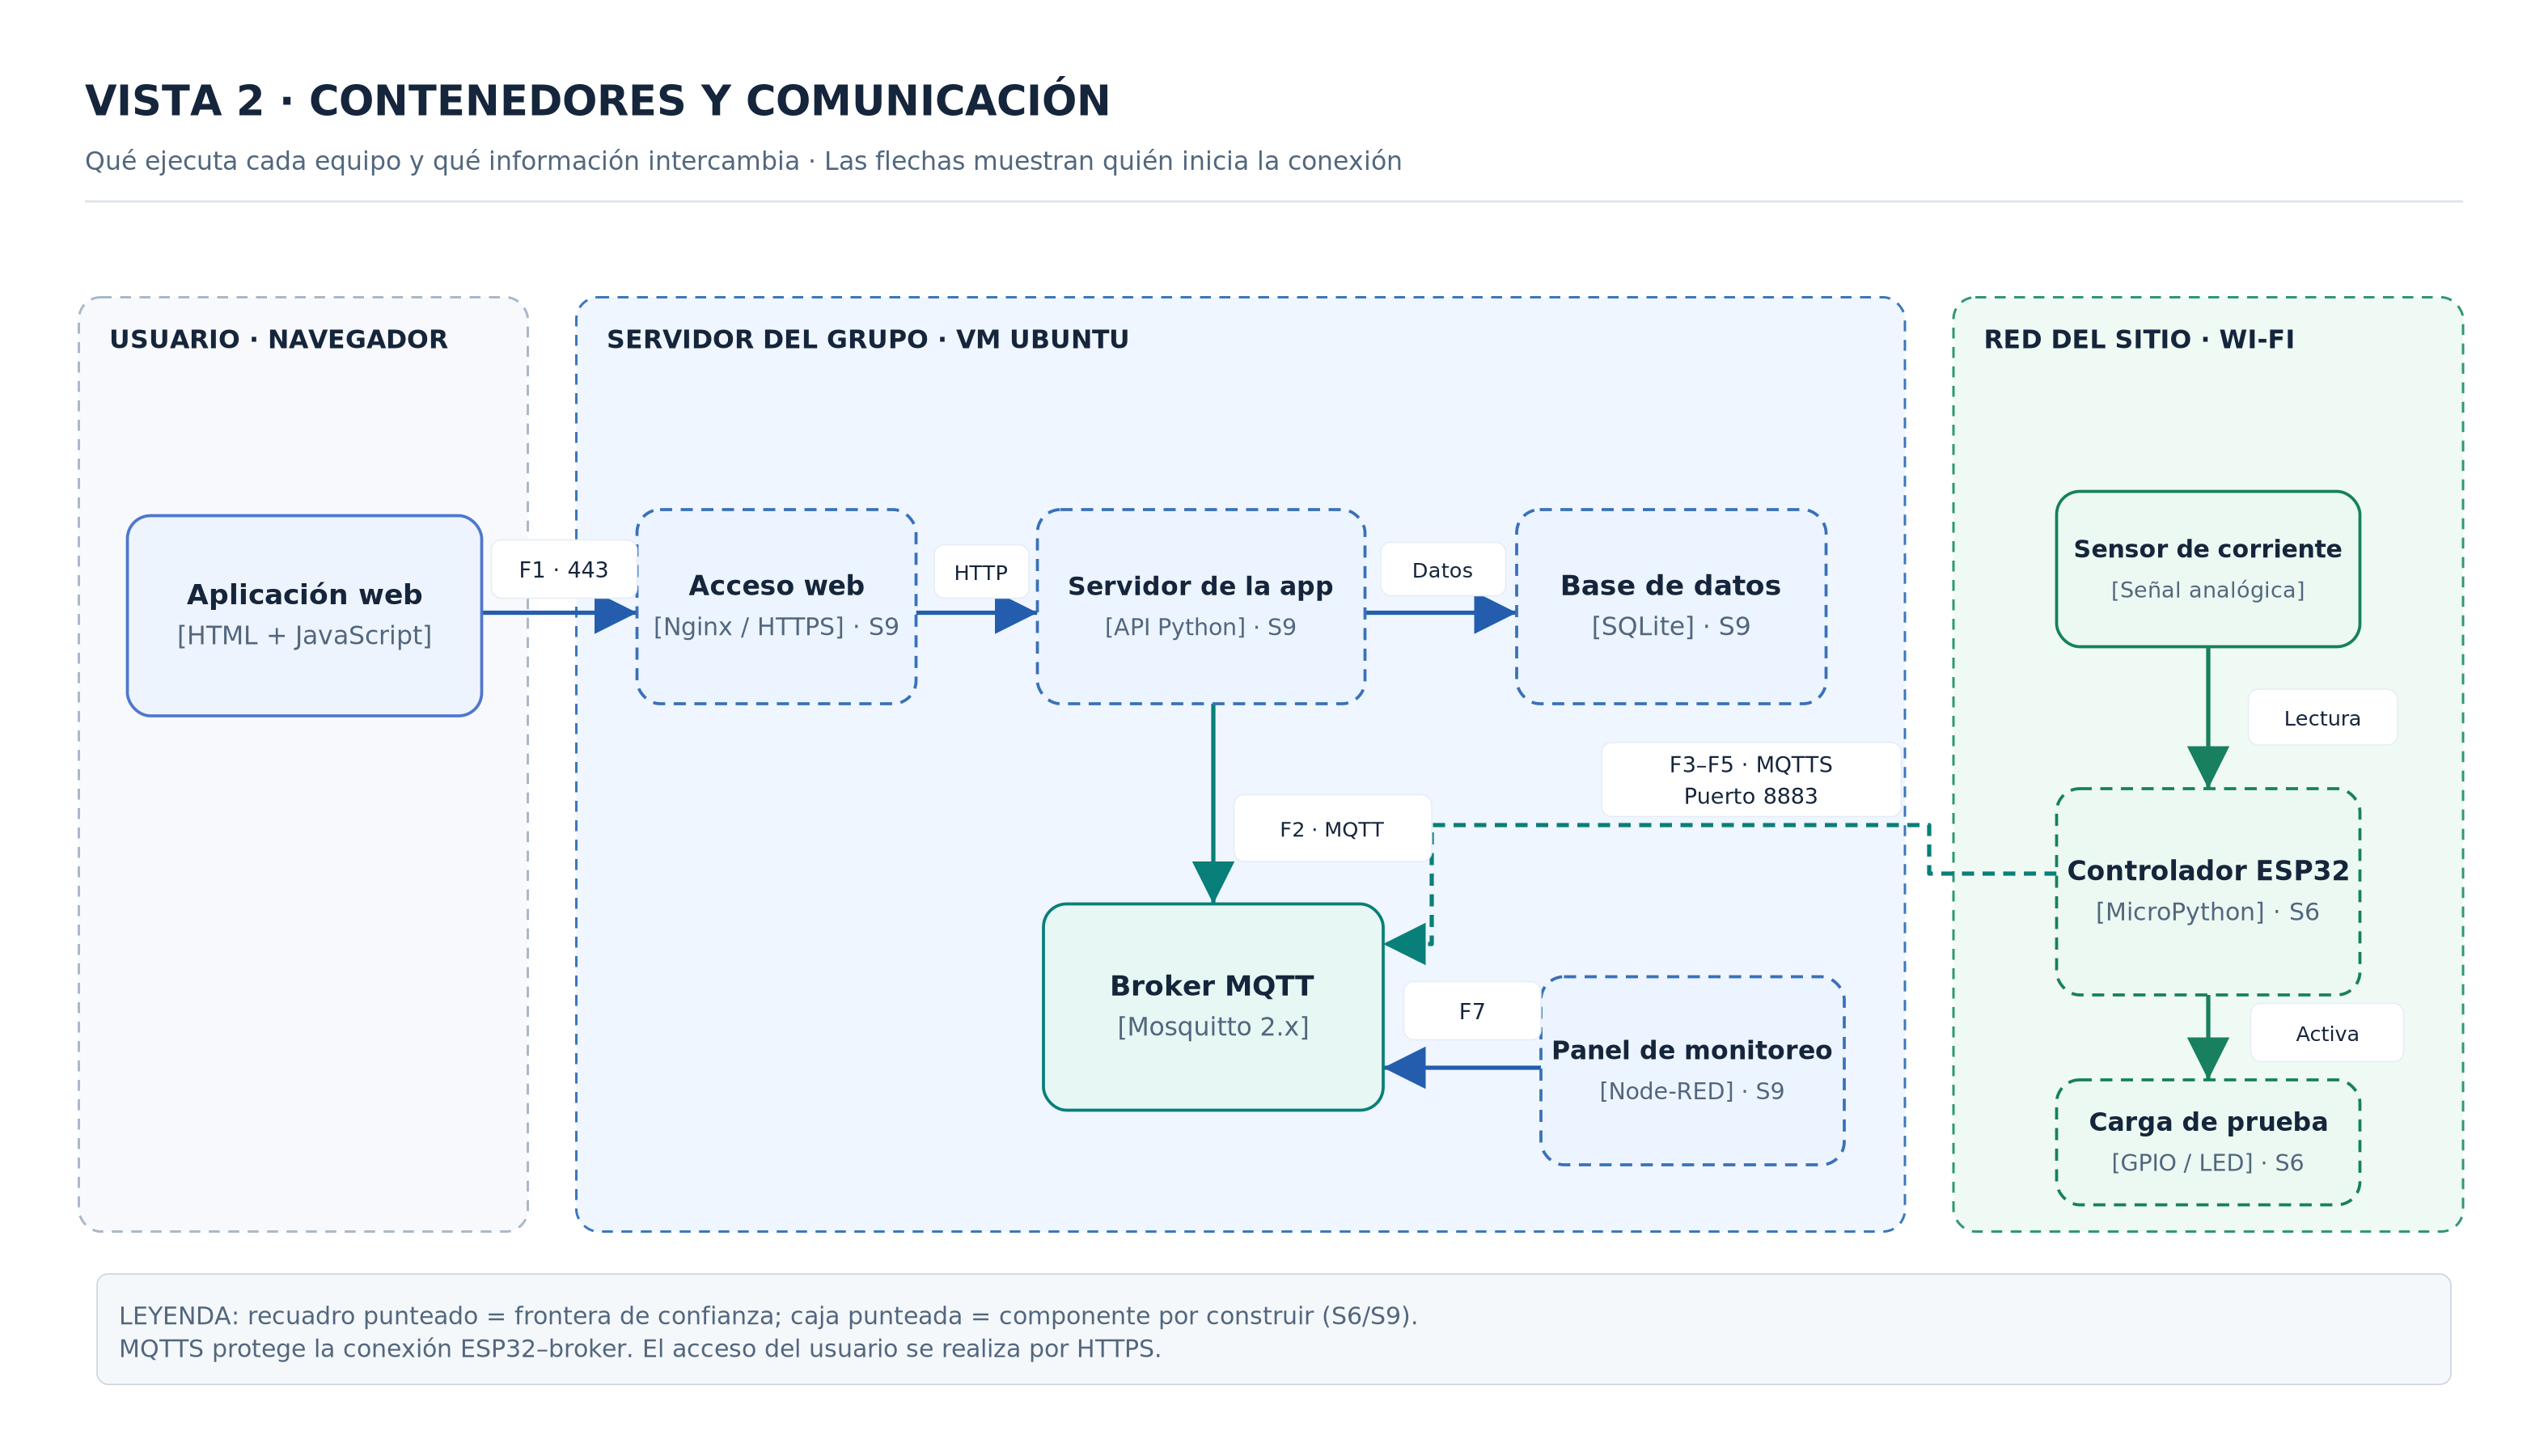 VISTA 2 · CONTENEDORES Y COMUNICACIÓN
Qué ejecuta cada equipo y qué información intercambia · Las flechas muestran quién inicia la conexión
USUARIO · NAVEGADOR
Aplicación web
[HTML + JavaScript]
F1 · 443
SERVIDOR DEL GRUPO · VM UBUNTU
Acceso web
[Nginx / HTTPS] · S9
HTTP
Servidor de la app
[API Python] · S9
Datos
Base de datos
[SQLite] · S9
F2 · MQTT
F3–F5 · MQTTS
Puerto 8883
Broker MQTT
[Mosquitto 2.x]
F7
Panel de monitoreo
[Node-RED] · S9
RED DEL SITIO · WI-FI
Sensor de corriente
[Señal analógica]
Lectura
Controlador ESP32
[MicroPython] · S6
Activa
Carga de prueba
[GPIO / LED] · S6
LEYENDA: recuadro punteado = frontera de confianza; caja punteada = componente por construir (S6/S9).
MQTTS protege la conexión ESP32–broker. El acceso del usuario se realiza por HTTPS.